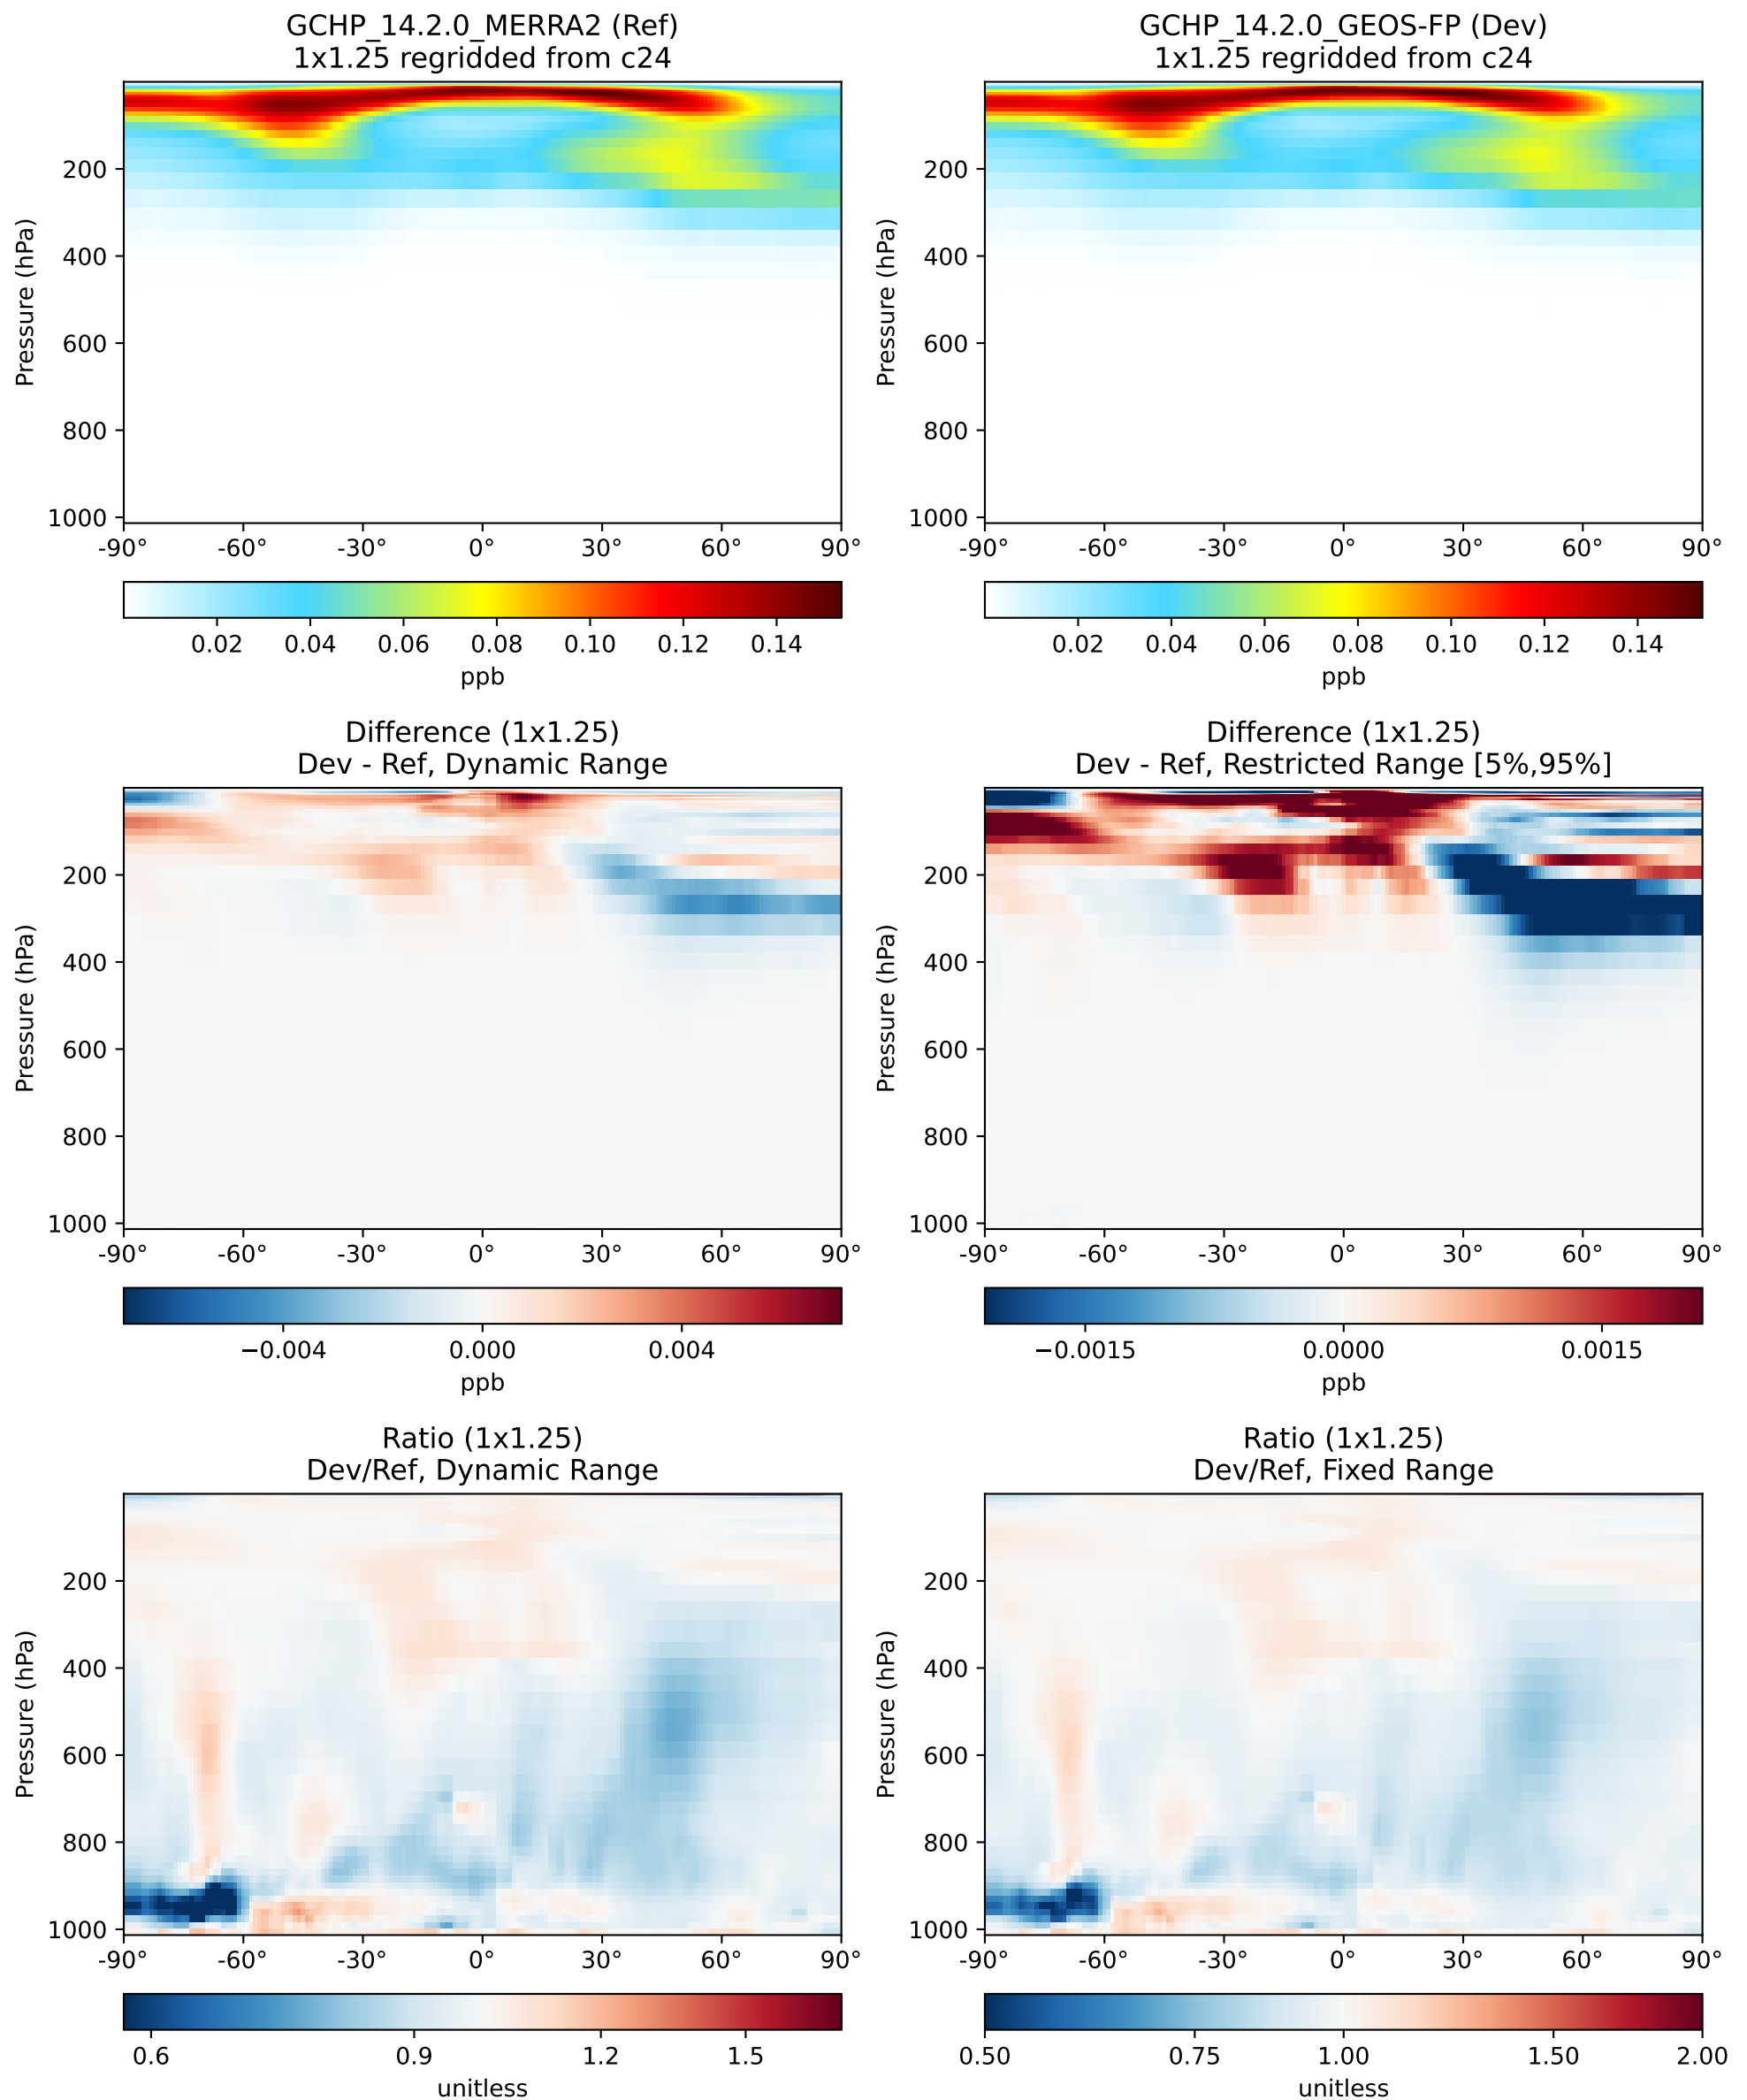 GCHP_14.2.0_MERRA2 (Ref)
1x1.25 regridded from c24
Pressure (hPa)
200
400
600
800
1000
-90° -60° -30° 0° 30° 60° 90°
0.02 0.04 0.06 0.08 0.10 0.12 0.14
ppb
GCHP_14.2.0_GEOS-FP (Dev)
1x1.25 regridded from c24
Pressure (hPa)
200
400
600
800
1000
-90° -60° -30° 0° 30° 60° 90°
0.02 0.04 0.06 0.08 0.10 0.12 0.14
ppb
Difference (1x1.25)
Dev - Ref, Dynamic Range
Pressure (hPa)
200
400
600
800
1000
-90° -60° -30° 0° 30° 60° 90°
−0.004 0.000 0.004
ppb
Difference (1x1.25)
Dev - Ref, Restricted Range [5%,95%]
Pressure (hPa)
200
400
600
800
1000
-90° -60° -30° 0° 30° 60° 90°
−0.0015 0.0000 0.0015
ppb
Ratio (1x1.25)
Dev/Ref, Dynamic Range
Pressure (hPa)
200
400
600
800
1000
-90° -60° -30° 0° 30° 60° 90°
0.6 0.9 1.2 1.5
unitless
Ratio (1x1.25)
Dev/Ref, Fixed Range
Pressure (hPa)
200
400
600
800
1000
-90° -60° -30° 0° 30° 60° 90°
0.50 0.75 1.00 1.50 2.00
unitless